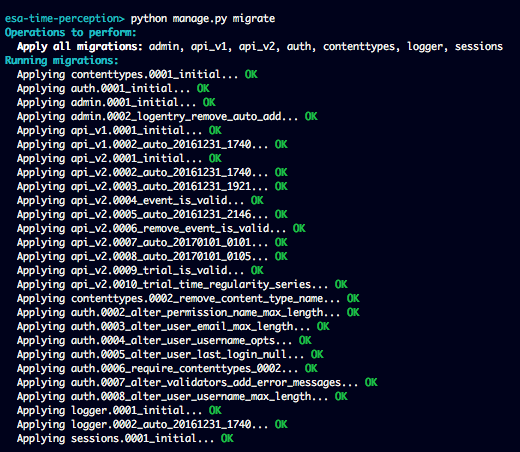 esa-time-perception> python manage.py migrate
Operations to perform:
  Apply all migrations: admin, api_v1, api_v2, auth, contenttypes, logger, sessions
Running migrations:
  Applying contenttypes.0001_initial... OK
  Applying auth.0001_initial... OK
  Applying admin.0001_initial... OK
  Applying admin.0002_logentry_remove_auto_add... OK
  Applying api_v1.0001_initial... OK
  Applying api_v1.0002_auto_20161231_1740... OK
  Applying api_v2.0001_initial... OK
  Applying api_v2.0002_auto_20161231_1740... OK
  Applying api_v2.0003_auto_20161231_1921... OK
  Applying api_v2.0004_event_is_valid... OK
  Applying api_v2.0005_auto_20161231_2146... OK
  Applying api_v2.0006_remove_event_is_valid... OK
  Applying api_v2.0007_auto_20170101_0101... OK
  Applying api_v2.0008_auto_20170101_0105... OK
  Applying api_v2.0009_trial_is_valid... OK
  Applying api_v2.0010_trial_time_regularity_series... OK
  Applying contenttypes.0002_remove_content_type_name... OK
  Applying auth.0002_alter_permission_name_max_length... OK
  Applying auth.0003_alter_user_email_max_length... OK
  Applying auth.0004_alter_user_username_opts... OK
  Applying auth.0005_alter_user_last_login_null... OK
  Applying auth.0006_require_contenttypes_0002... OK
  Applying auth.0007_alter_validators_add_error_messages... OK
  Applying auth.0008_alter_user_username_max_length... OK
  Applying logger.0001_initial... OK
  Applying logger.0002_auto_20161231_1740... OK
  Applying sessions.0001_initial... OK